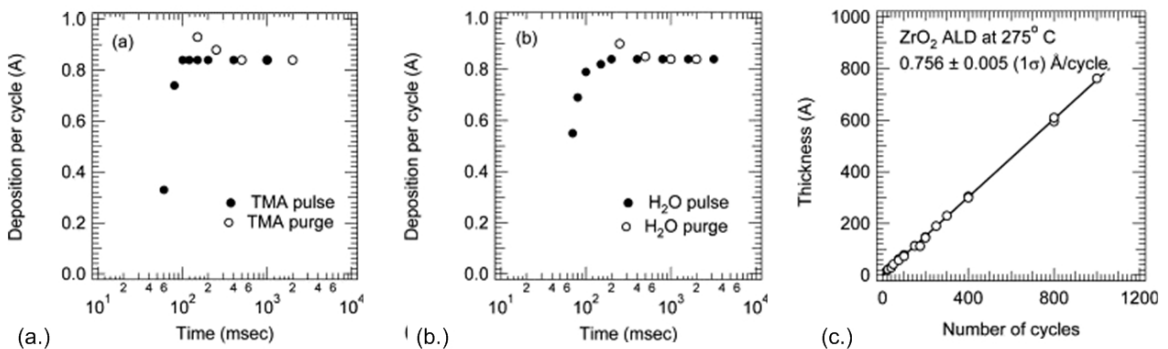 (a)
Deposition per cycle (A)
1.0
0.8
0.6
0.4
0.2
0.0
TMA pulse
TMA purge
2 4 6 2 4 6 2 4
10¹ 10² 10³ 10⁴
Time (msec)
(a.)
(b)
Deposition per cycle (A)
1.0
0.8
0.6
0.4
0.2
0.0
H₂O pulse
H₂O purge
2 4 6 2 4 6 2 4 6
10¹ 10² 10³ 10⁴
Time (msec)
(b.)
ZrO₂ ALD at 275° C
0.756 ± 0.005 (1σ) Å/cycle
Thickness (A)
1000
800
600
400
200
0
0 400 800 1200
Number of cycles
(c.)